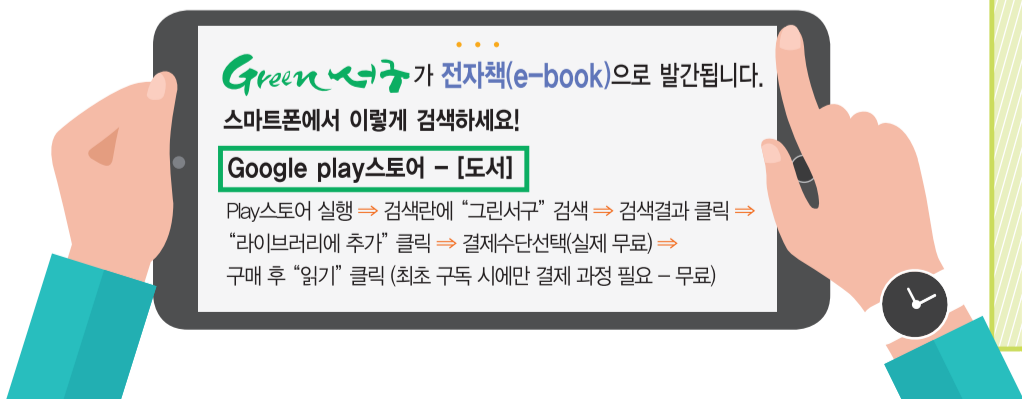 Green서구가 전자책(e-book)으로 발간됩니다.
스마트폰에서 이렇게 검색하세요!
Google play스토어 - [도서]
Play스토어 실행 ⇒ 검색란에 “그린서구” 검색 ⇒ 검색결과 클릭 ⇒
“라이브러리에 추가” 클릭 ⇒ 결제수단선택(실제 무료) ⇒
구매 후 “읽기” 클릭 (최초 구독 시에만 결제 과정 필요 - 무료)